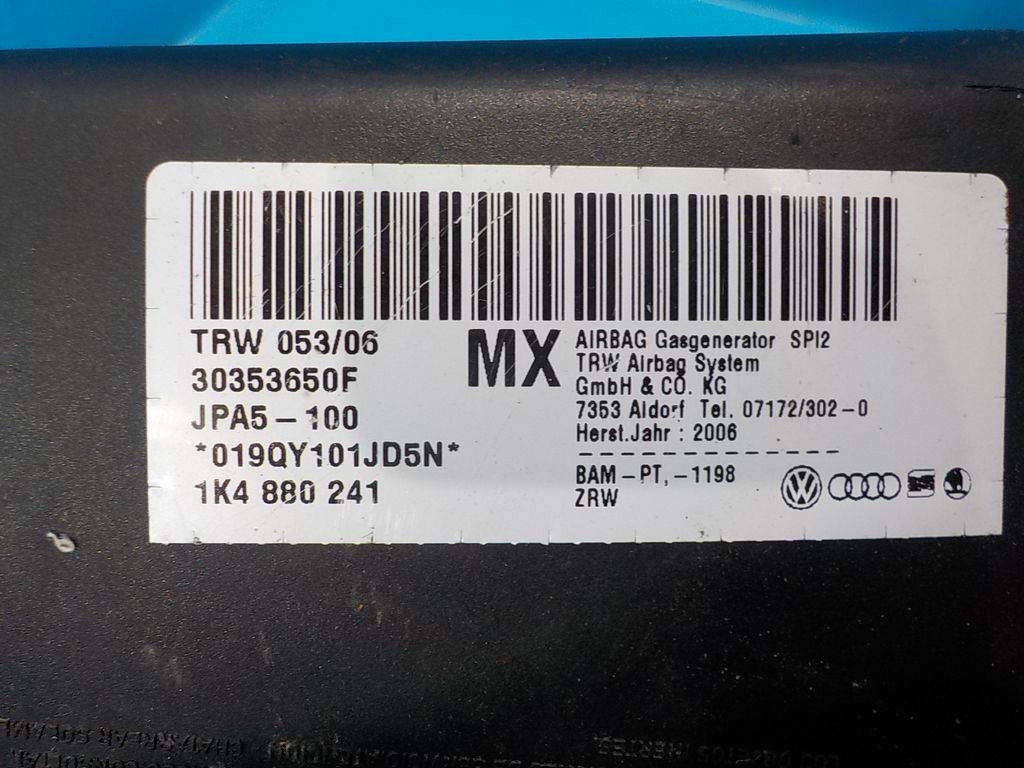 TRW 053/06
30353650F
JPA5-100
*019QY101JD5N*
1K4 880 241
MX
AIRBAG Gasgenerator SPI2
TRW Airbag System
GmbH & CO. KG
7353 Aldorf Tel. 07172/302-0
Herst.Jahr : 2006
BAM-PT,-1198
ZRW